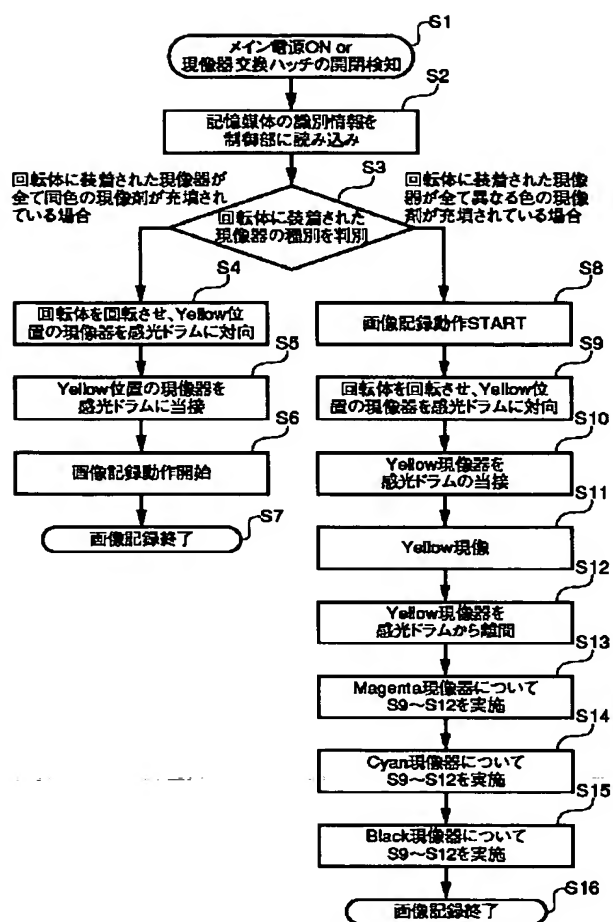 S1
メイン電源ON or
現像器交換ハッチの開閉検知
S2
記憶媒体の識別情報を
制御部に読み込み
回転体に装着された現像器が
全て同色の現像剤が充填され
ている場合
S3
回転体に装着された
現像器の種別を判別
回転体に装着された現像
器が全て異なる色の現像
剤が充填されている場合
S4
回転体を回転させ、Yellow位
置の現像器を感光ドラムに対向
S5
Yellow位置の現像器を
感光ドラムに当接
S6
画像記録動作開始
S7
画像記録終了
S8
画像記録動作START
S9
回転体を回転させ、Yellow位
置の現像器を感光ドラムに対向
S10
Yellow現像器を
感光ドラムの当接
S11
Yellow現像
S12
Yellow現像器を
感光ドラムから離間
S13
Magenta現像器について
S9～S12を実施
S14
Cyan現像器について
S9～S12を実施
S15
Black現像器について
S9～S12を実施
S16
画像記録終了